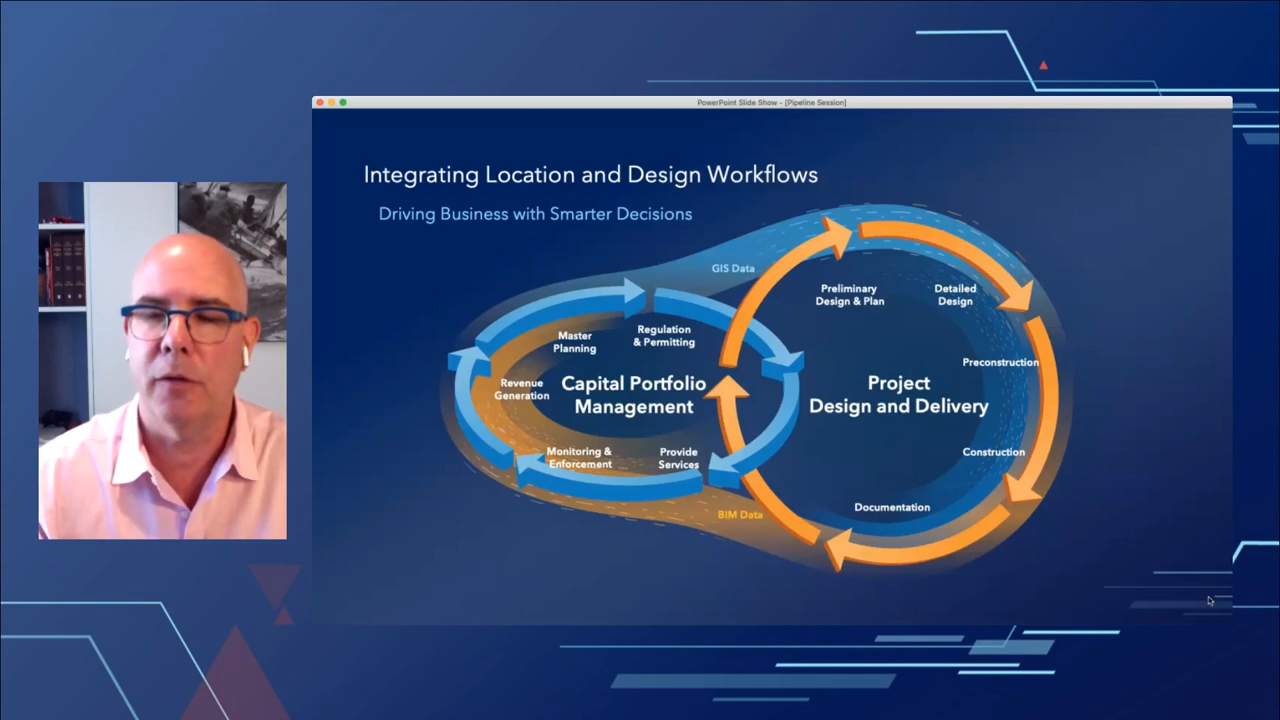 PowerPoint Slide Show - [Pipeline Session]
Integrating Location and Design Workflows
Driving Business with Smarter Decisions
GIS Data
Preliminary
Design & Plan
Detailed
Design
Master
Planning
Regulation
& Permitting
Preconstruction
Revenue
Generation
Capital Portfolio
Management
Project
Design and Delivery
Monitoring &
Enforcement
Provide
Services
Construction
Documentation
BIM Data